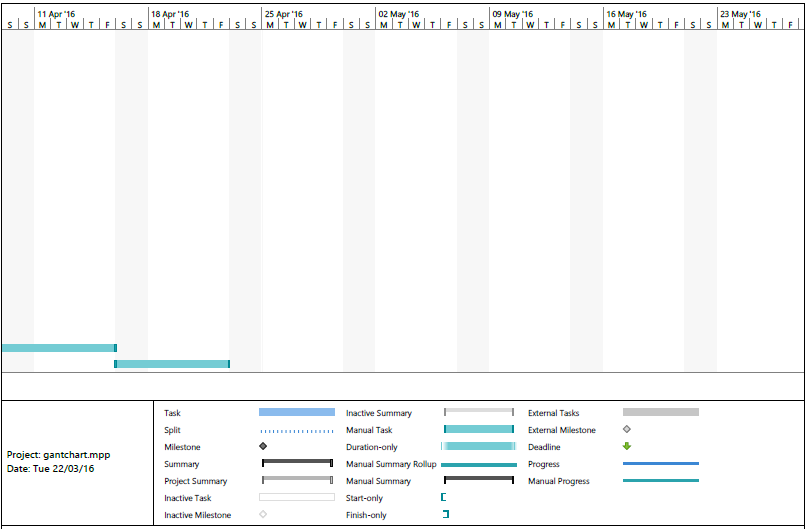 11 Apr '16 18 Apr '16 25 Apr '16 02 May '16 09 May '16 16 May '16 23 May '16
S S M T W T F S S M T W T F S S M T W T F S S M T W T F S S M T W T F S S M T W T F S S M T W T F
Task Inactive Summary External Tasks
Split Manual Task External Milestone
Milestone Duration-only Deadline
Project: gantchart.mpp
Summary Manual Summary Rollup Progress
Date: Tue 22/03/16
Project Summary Manual Summary Manual Progress
Inactive Task Start-only
Inactive Milestone Finish-only